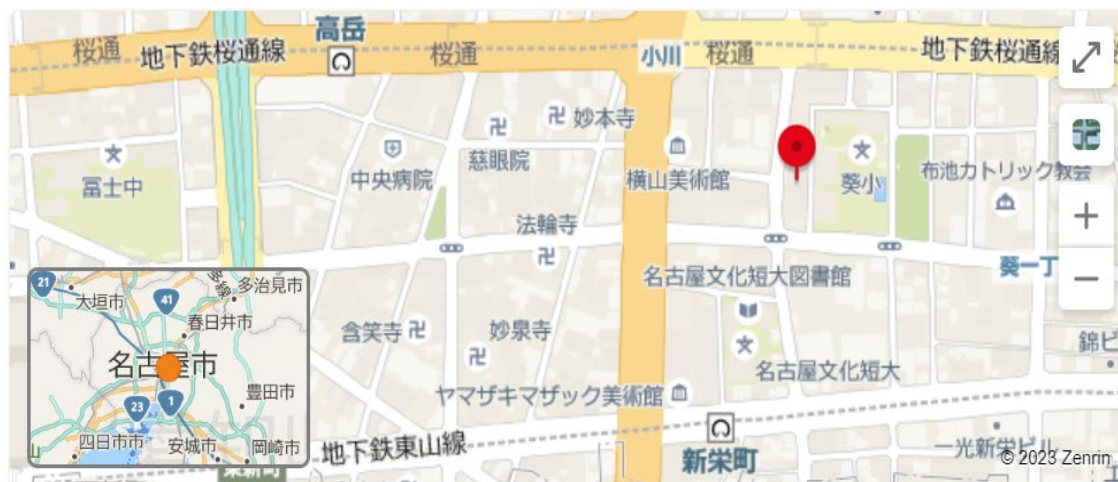 高岳
桜通
地下鉄桜通線
桜通
小川
桜通
地下鉄桜通線
妙本寺
慈眼院
中央病院
冨士中
横山美術館
葵小
布池カトリック教会
法輪寺
葵一丁
名古屋文化短大図書館
21
大垣市
41
多治見市
春日井市
名古屋市
豊田市
23
1
四日市市
安城市
岡崎市
含笑寺
妙泉寺
名古屋文化短大
錦ビ
ヤマザキマザック美術館
地下鉄東山線
新栄町
一光新栄ビル
© 2023 Zenrin